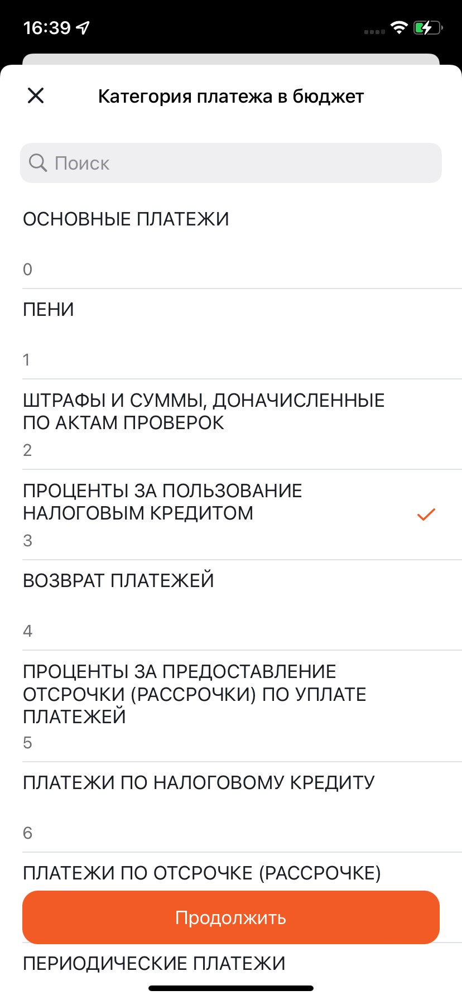 16:39
Категория платежа в бюджет
Поиск
ОСНОВНЫЕ ПЛАТЕЖИ
0
ПЕНИ
1
ШТРАФЫ И СУММЫ, ДОНАЧИСЛЕННЫЕ
ПО АКТАМ ПРОВЕРОК
2
ПРОЦЕНТЫ ЗА ПОЛЬЗОВАНИЕ
НАЛОГОВЫМ КРЕДИТОМ
3
ВОЗВРАТ ПЛАТЕЖЕЙ
4
ПРОЦЕНТЫ ЗА ПРЕДОСТАВЛЕНИЕ
ОТСРОЧКИ (РАССРОЧКИ) ПО УПЛАТЕ
ПЛАТЕЖЕЙ
5
ПЛАТЕЖИ ПО НАЛОГОВОМУ КРЕДИТУ
6
ПЛАТЕЖИ ПО ОТСРОЧКЕ (РАССРОЧКЕ)
Продолжить
ПЕРИОДИЧЕСКИЕ ПЛАТЕЖИ